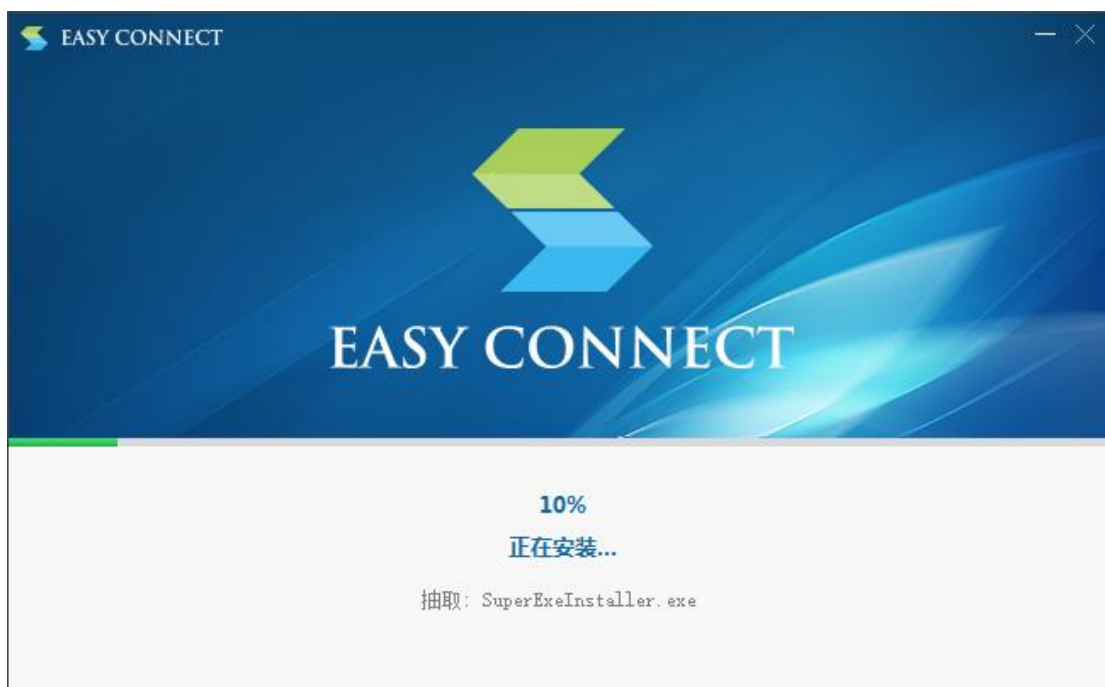 EASY CONNECT
EASY CONNECT
10%
正在安装...
抽取: SuperExeInstaller.exe